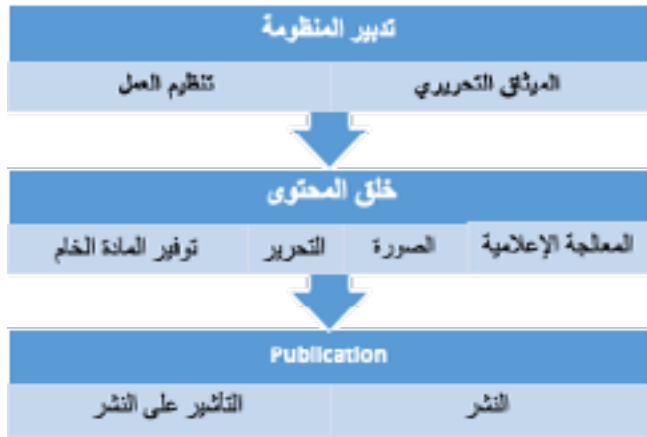 تدبير المنظومة
الميثاق التحريري تنظيم العمل
خلق المحتوى
المعالجة الإعلامية الصورة التحرير توفير المادة الخام
Publication
النشر التأشير على النشر